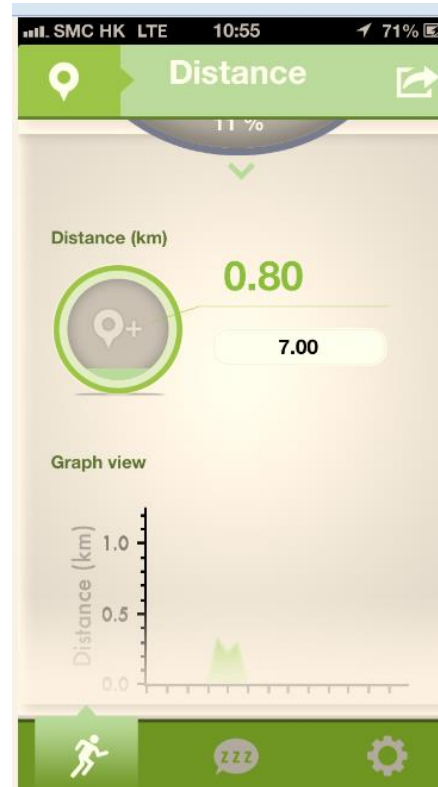 SMC HK LTE 10:55 71%
Distance
11 %
Distance (km)
0.80
7.00
Graph view
Distance (km)
1.0
0.5
0.0
zzz